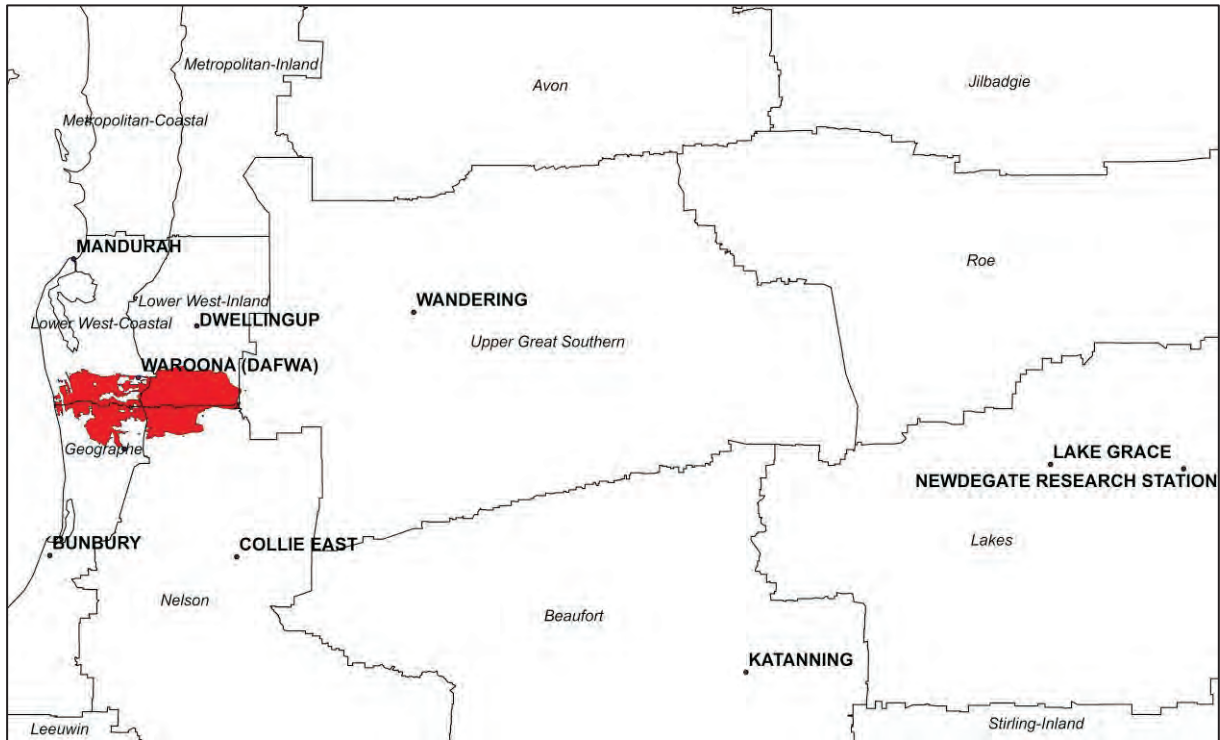 Metropolitan-Inland
Avon
Jilbadgie
Metropolitan-Coastal
MANDURAH
Roe
Lower West-Inland
WANDERING
Lower West-Coastal
DWELLINGUP
Upper Great Southern
WAROONA (DAFWA)
Geographe
LAKE GRACE
NEWDEGATE RESEARCH STATION
BUNBURY
COLLIE EAST
Lakes
Nelson
Beaufort
KATANNING
Leeuwin
Stirling-Inland